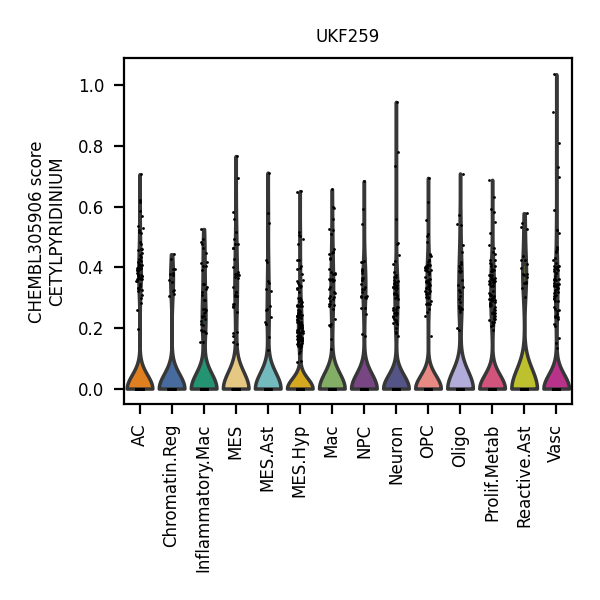 UKF259
CHEMBL305906 score
CETYLPYRIDINIUM
1.0
0.8
0.6
0.4
0.2
0.0
AC
Chromatin.Reg
Inflammatory.Mac
MES
MES.Ast
MES.Hyp
Mac
NPC
Neuron
OPC
Oligo
Prolif.Metab
Reactive.Ast
Vasc